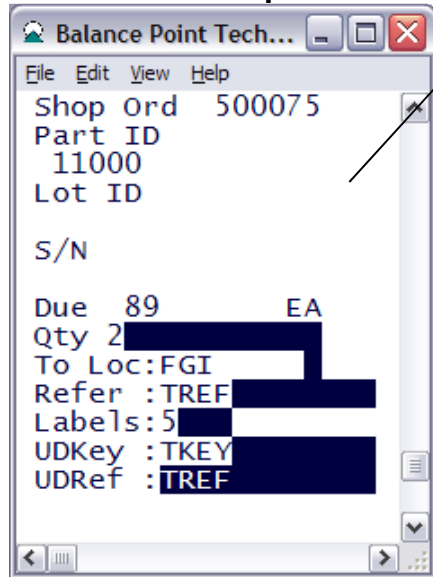 Balance Point Tech...
File Edit View Help
Shop Ord 500075
Part ID
11000
Lot ID
S/N
Due 89 EA
Qty 2
To Loc:FGI
Refer :TREF
Labels:5
UDKey :TKEY
UDRef :TREF